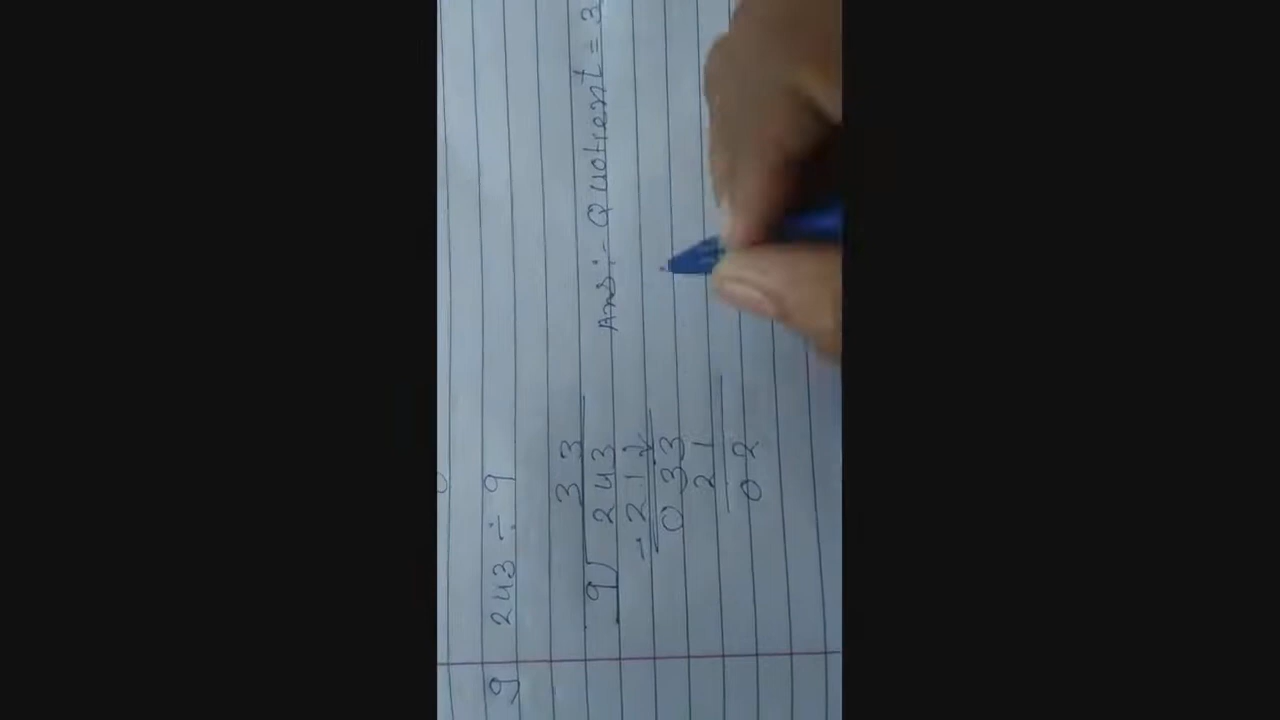 9 243 ÷ 9
33
9) 243 Ans:- Quotient = 3
- 21↓
033
21
02